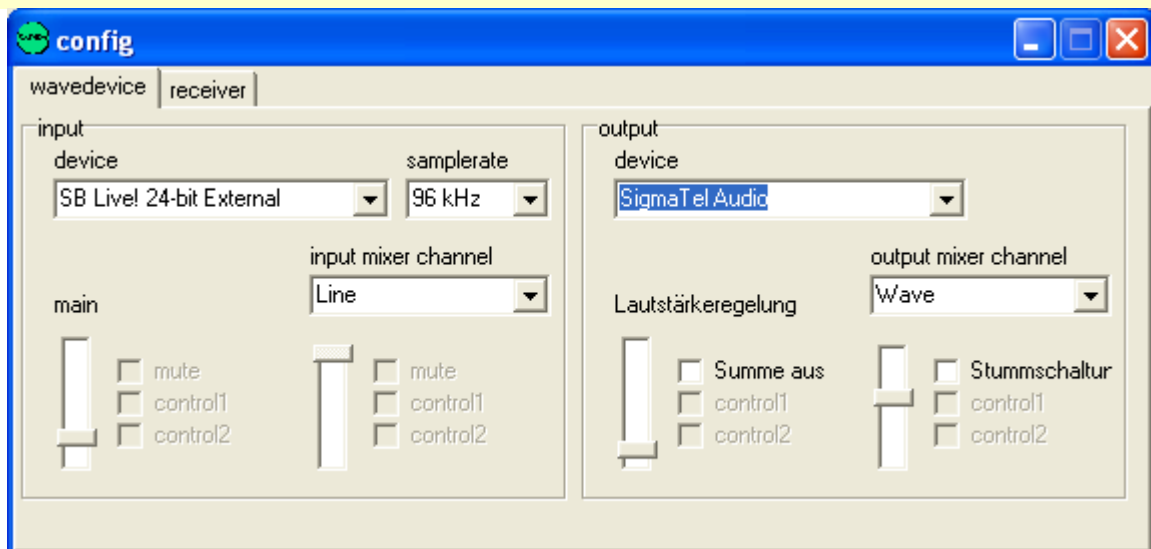 config
wavedevice receiver
input
device samplerate
SB Live! 24-bit External 96 kHz
input mixer channel
Line
main
mute
control1
control2
mute
control1
control2
output
device
SigmaTel Audio
output mixer channel
Wave
Lautstärkeregelung
Summe aus
control1
control2
Stummschaltur
control1
control2